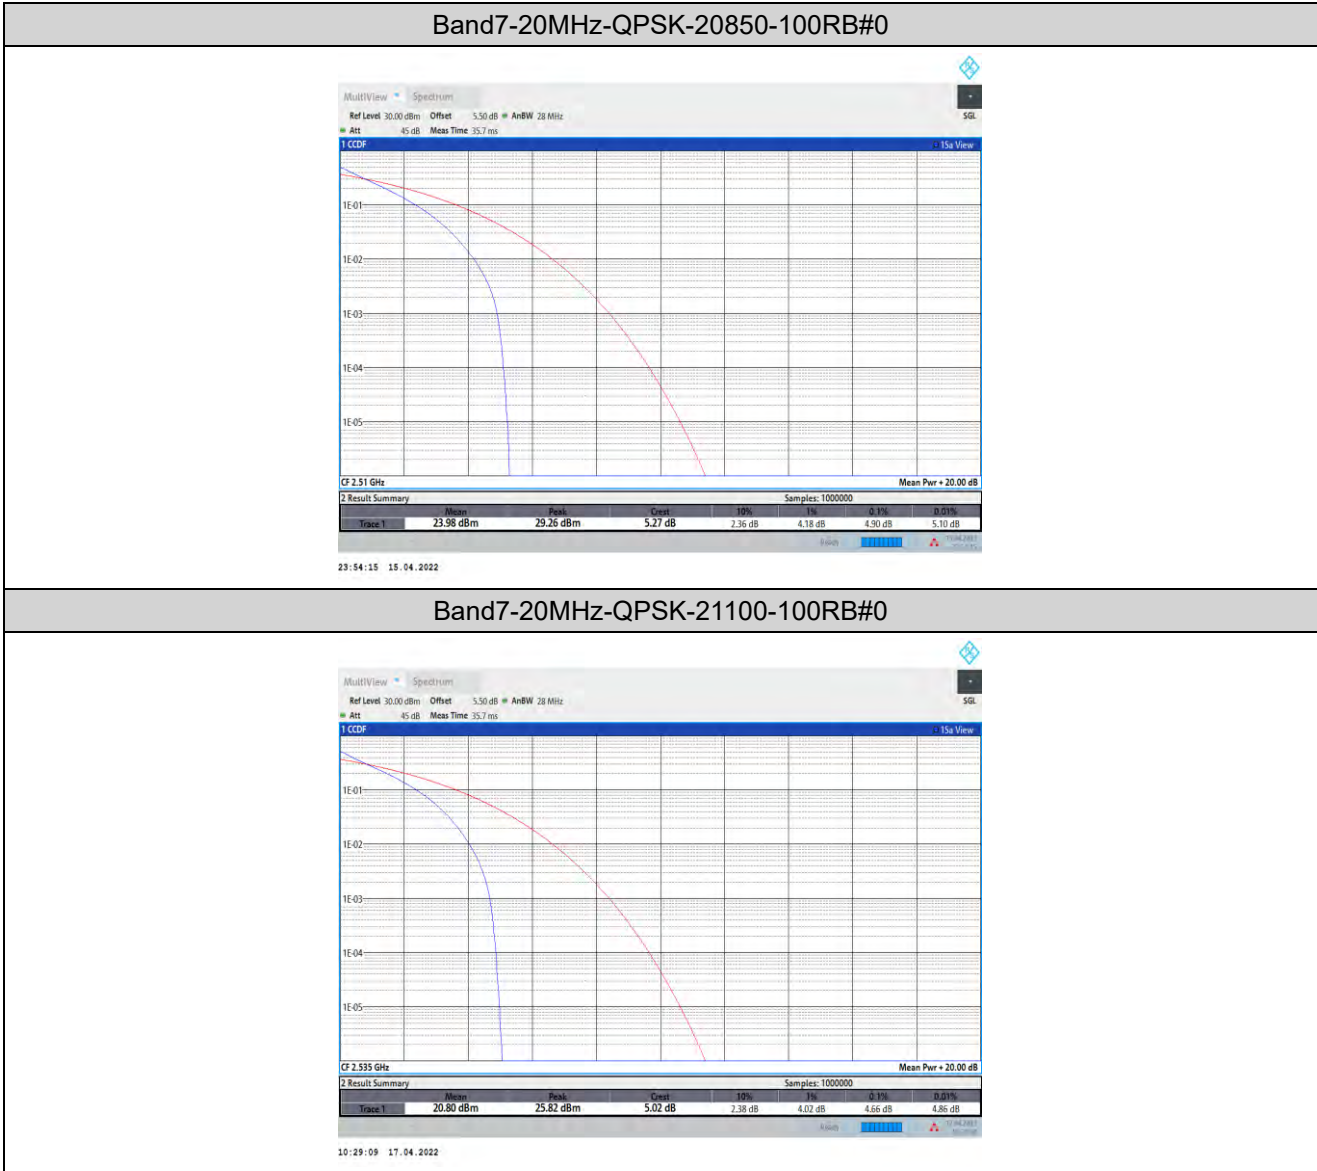 Band7-20MHz-QPSK-20850-100RB#0
MultiView Spectrum
Ref Level 30.00 dBm Offset 5.50 dB AnBW 28 MHz SGL
Att 45 dB Meas Time 35.7 ms
1 CCDF 1Sa View
1E-01
1E-02
1E-03
1E-04
1E-05
CF 2.51 GHz Mean Pwr + 20.00 dB
2 Result Summary Samples: 1000000
Mean Peak Crest 10% 1% 0.1% 0.01%
Trace 1 23.98 dBm 29.26 dBm 5.27 dB 2.36 dB 4.18 dB 4.90 dB 5.10 dB
23:54:15 15.04.2022
Band7-20MHz-QPSK-21100-100RB#0
MultiView Spectrum
Ref Level 30.00 dBm Offset 5.50 dB AnBW 28 MHz SGL
Att 45 dB Meas Time 35.7 ms
1 CCDF 1Sa View
1E-01
1E-02
1E-03
1E-04
1E-05
CF 2.535 GHz Mean Pwr + 20.00 dB
2 Result Summary Samples: 1000000
Mean Peak Crest 10% 1% 0.1% 0.01%
Trace 1 20.80 dBm 25.82 dBm 5.02 dB 2.38 dB 4.02 dB 4.66 dB 4.86 dB
10:29:09 17.04.2022